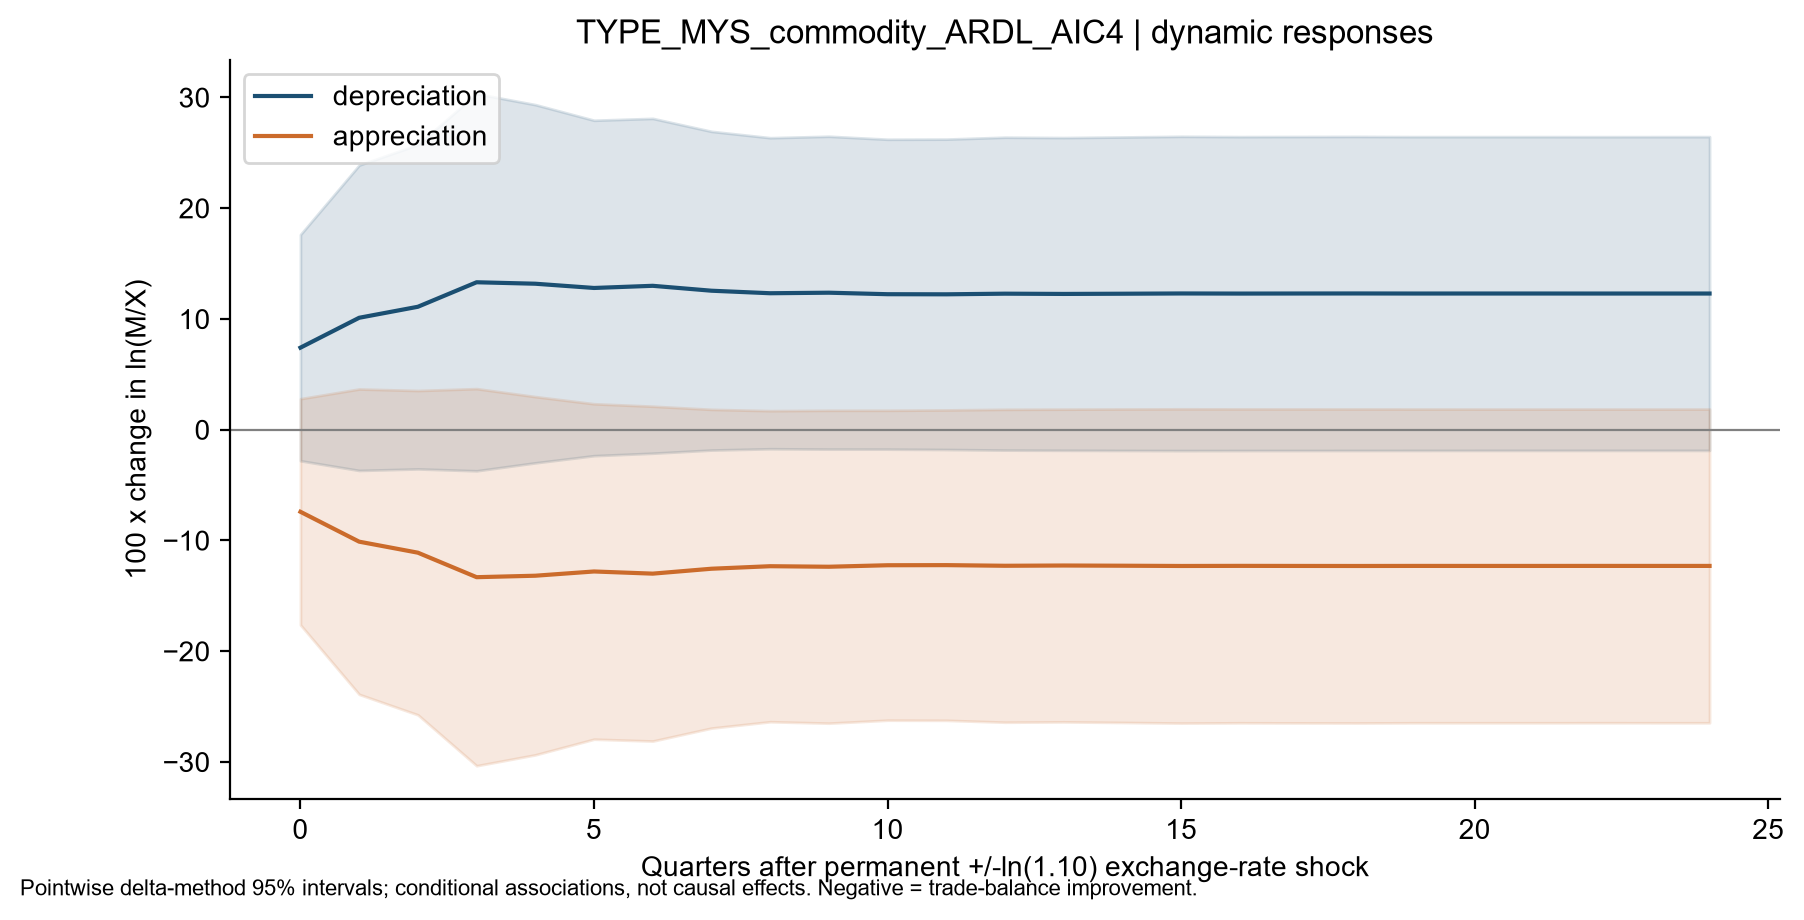 TYPE_MYS_commodity_ARDL_AIC4 | dynamic responses
depreciation
appreciation
100 x change in ln(M/X)
30
20
10
0
−10
−20
−30
0 5 10 15 20 25
Quarters after permanent +/-ln(1.10) exchange-rate shock
Pointwise delta-method 95% intervals; conditional associations, not causal effects. Negative = trade-balance improvement.